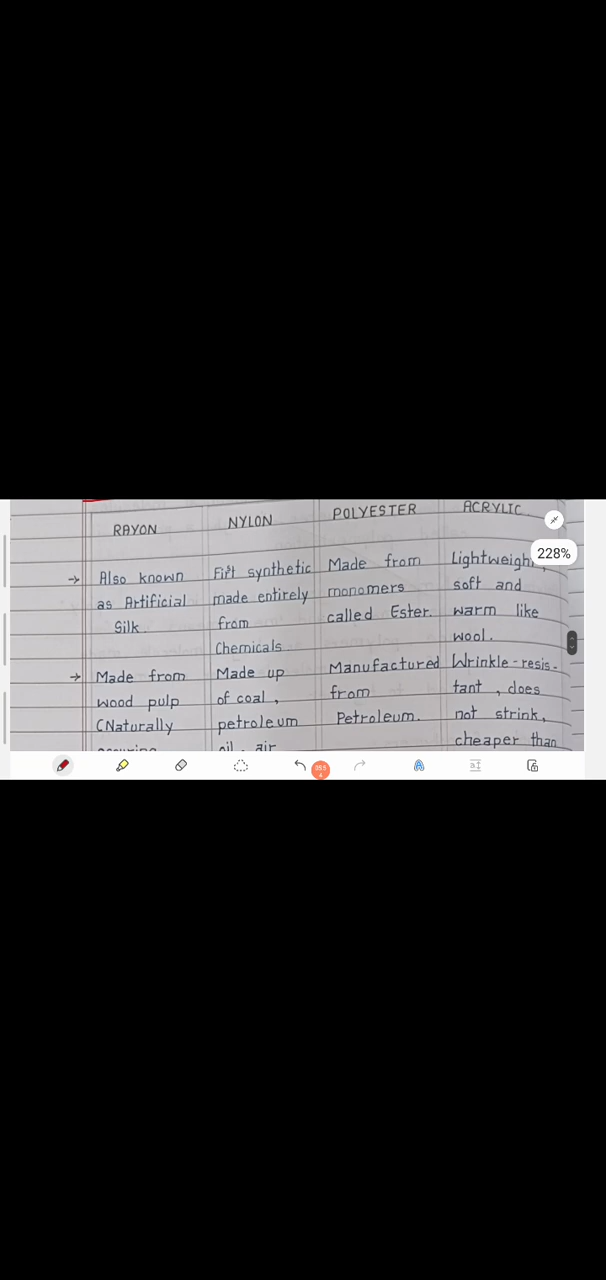 RAYON NYLON POLYESTER ACRYLIC
228%
→ Also known
as Artificial
Silk.
First synthetic
made entirely
from
Chemicals.
Made from
monomers
called Ester.
Lightweight,
soft and
warm like
wool.
→ Made from
wood pulp
(Naturally
Made up
of coal,
petroleum
oil, air
Manufactured
from
Petroleum.
Wrinkle-resis-
tant, does
not strink,
cheaper than